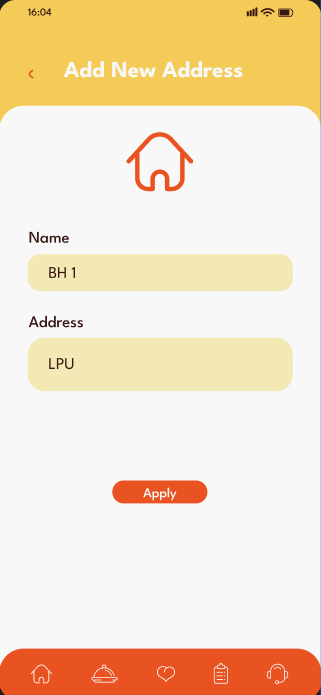 16:04
Add New Address
Name
BH 1
Address
LPU
Apply